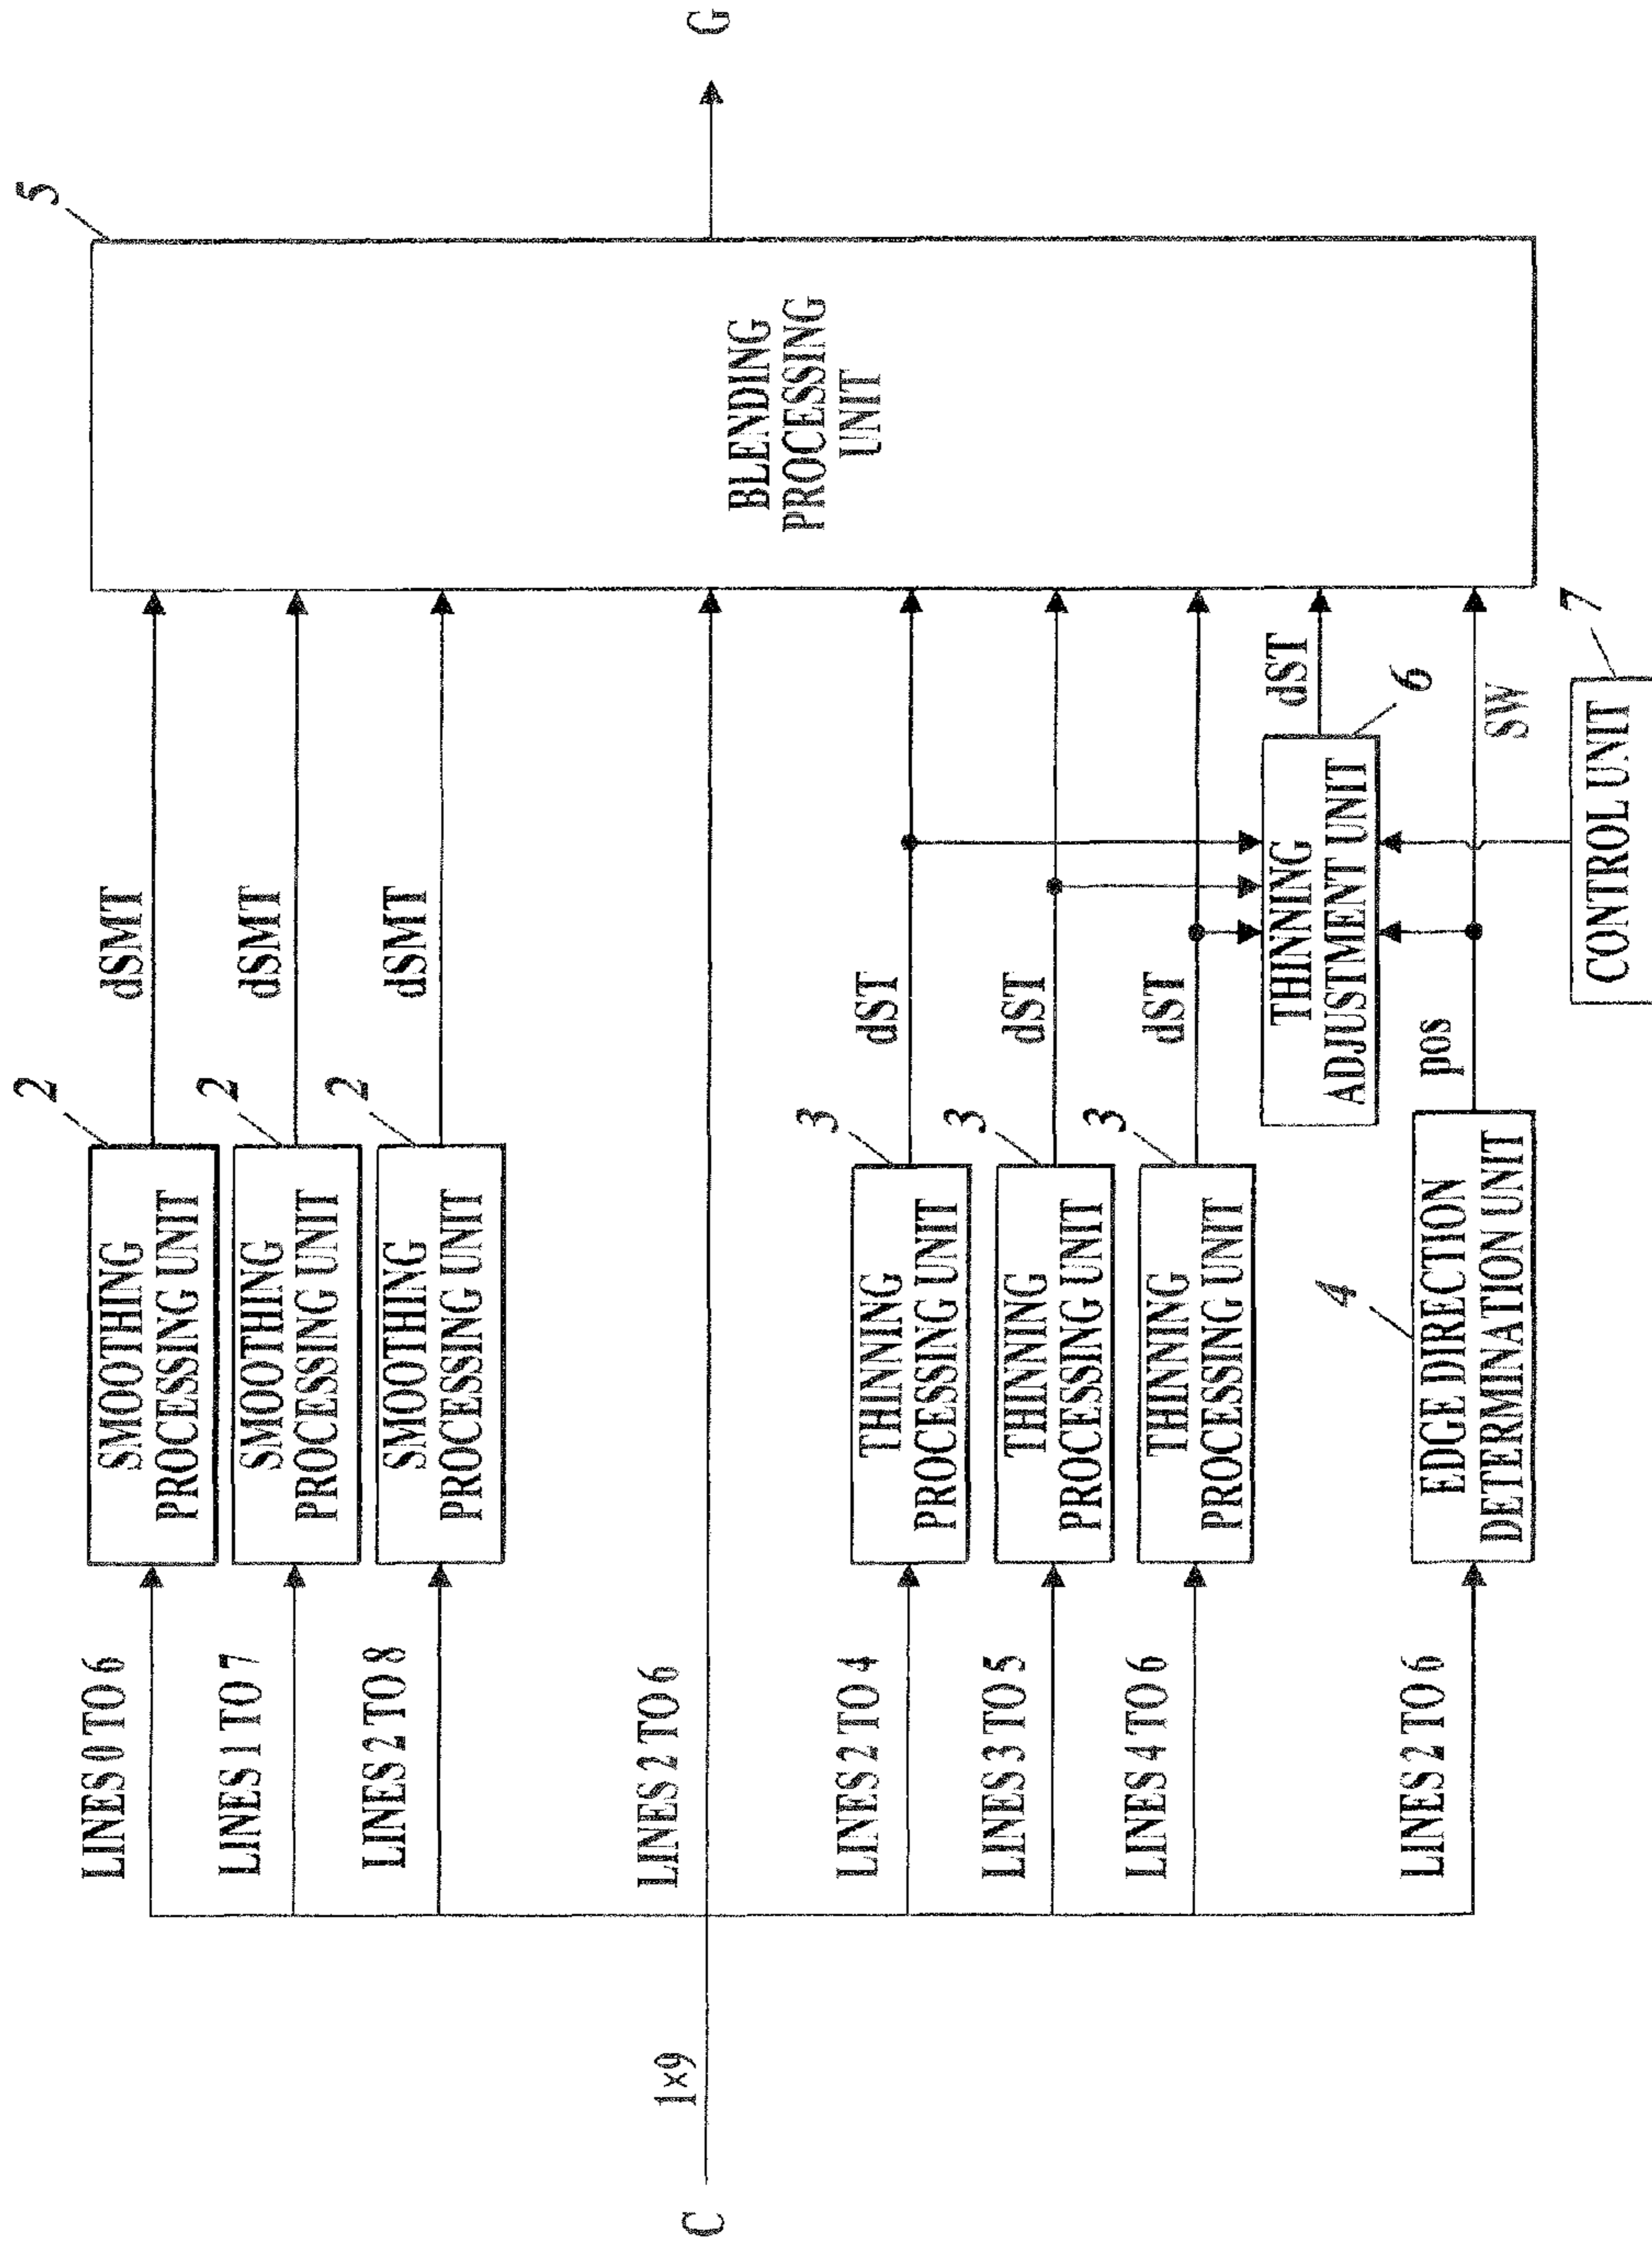 C
1×9
LINES 0 TO 6
LINES 1 TO 7
LINES 2 TO 8
LINES 2 TO 6
LINES 2 TO 4
LINES 3 TO 5
LINES 4 TO 6
LINES 2 TO 6
2
SMOOTHING
PROCESSING UNIT
dSMT
2
SMOOTHING
PROCESSING UNIT
dSMT
2
SMOOTHING
PROCESSING UNIT
dSMT
3
THINNING
PROCESSING UNIT
dST
3
THINNING
PROCESSING UNIT
dST
3
THINNING
PROCESSING UNIT
dST
4
EDGE DIRECTION
DETERMINATION UNIT
pos
SW
THINNING
ADJUSTMENT UNIT
6
dST
CONTROL UNIT
7
5
BLENDING
PROCESSING
UNIT
G